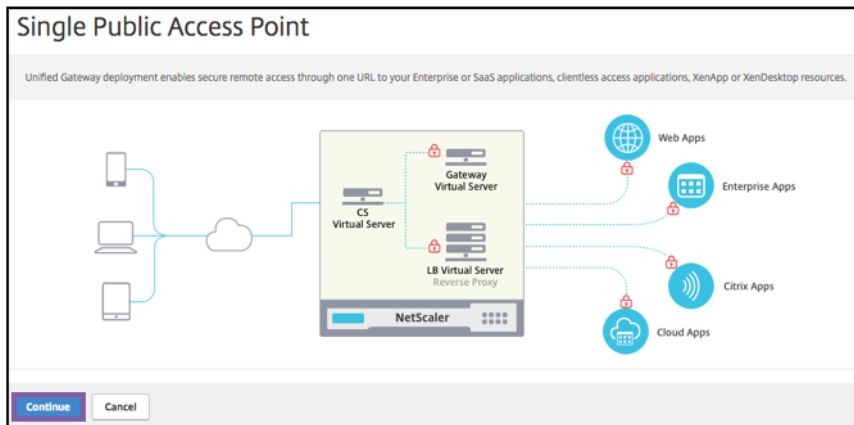 Single Public Access Point
Unified Gateway deployment enables secure remote access through one URL to your Enterprise or SaaS applications, clientless access applications, XenApp or XenDesktop resources.
Web Apps
Gateway
Virtual Server
Enterprise Apps
CS
Virtual Server
LB Virtual Server
Reverse Proxy
Citrix Apps
NetScaler
Cloud Apps
Continue
Cancel